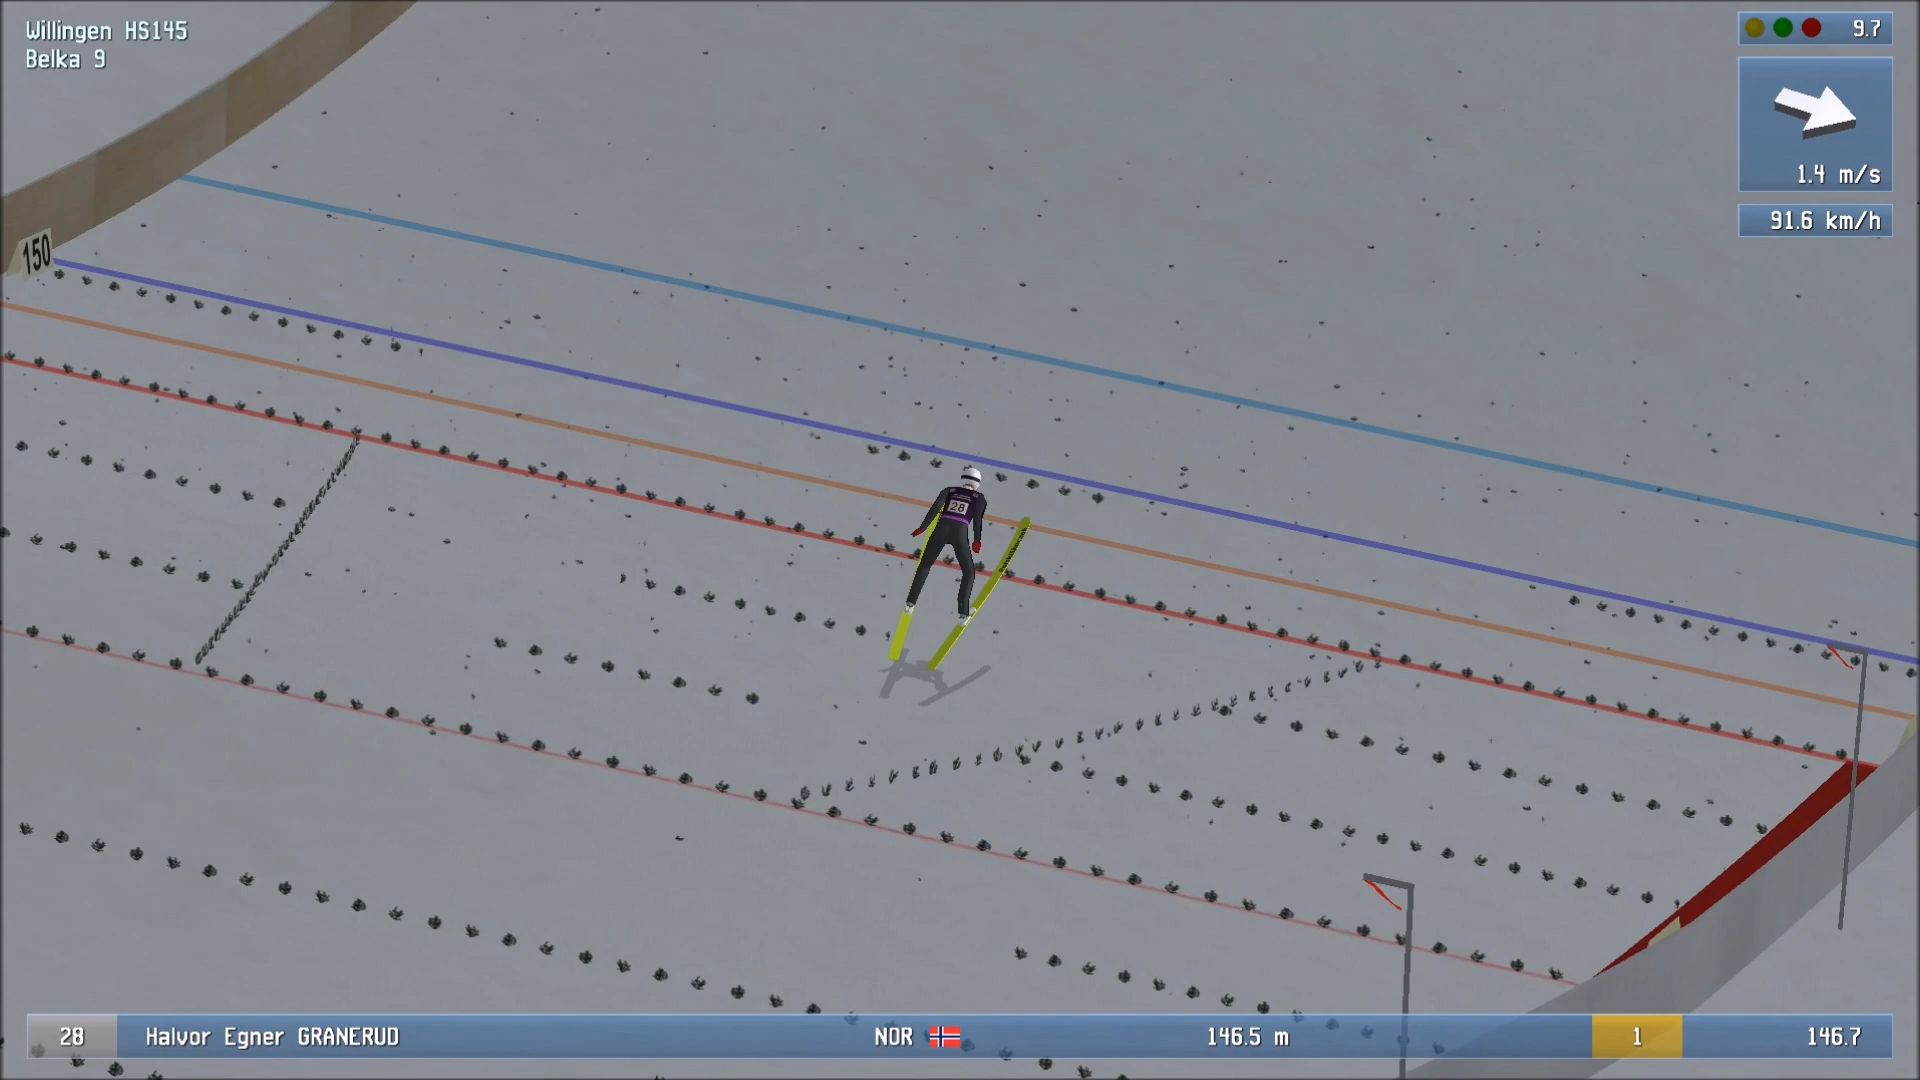 Willingen HS145
Belka 9
9.7
1.4 m/s
91.6 km/h
150
28
28 Halvor Egner GRANERUD NOR 146.5 m 1 146.7